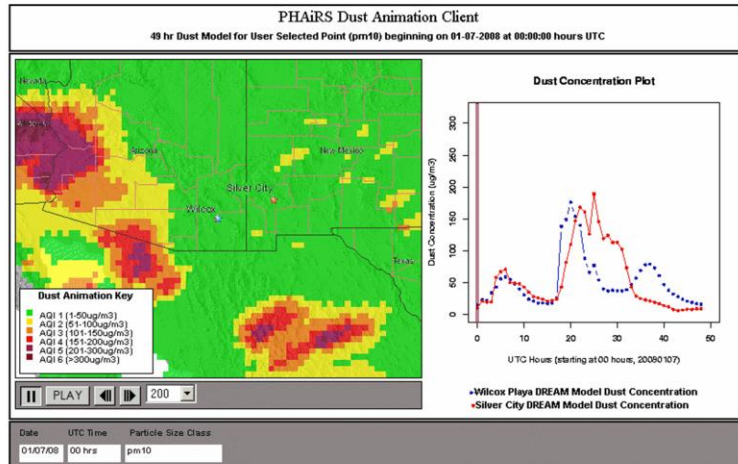 PHAiRS Dust Animation Client
49 hr Dust Model for User Selected Point (pm10) beginning on 01-07-2008 at 00:00:00 hours UTC
Nevada
Arizona
New Mexico
Silver City
Wilcox
Texas
Dust Animation Key
AQI 1 (1-50ug/m3)
AQI 2 (51-100ug/m3)
AQI 3 (101-150ug/m3)
AQI 4 (151-200ug/m3)
AQI 5 (201-300ug/m3)
AQI 6 (>300ug/m3)
PLAY
200
Dust Concentration Plot
Dust Concentration (ug/m3)
300
250
200
150
100
50
0
0 10 20 30 40 50
UTC Hours (starting at 00 hours, 20080107)
Wilcox Playa DREAM Model Dust Concentration
Silver City DREAM Model Dust Concentration
Date UTC Time Particle Size Class
01/07/08 00 hrs pm10